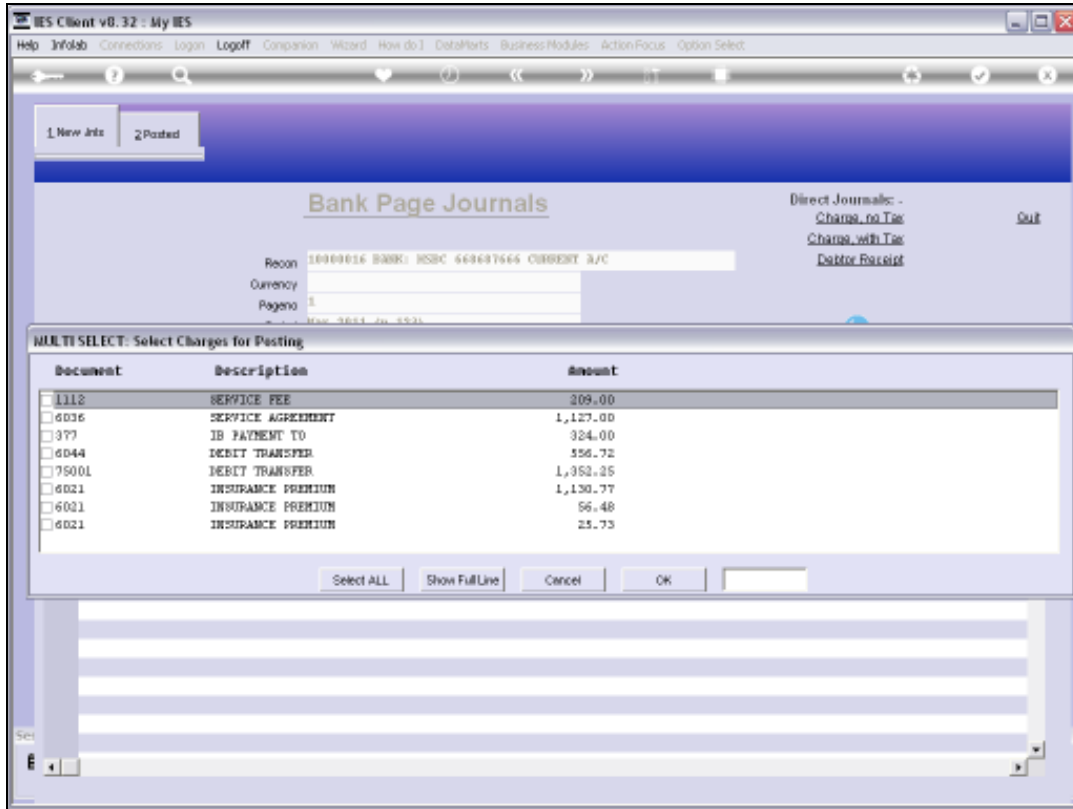 IES Client v8.32 : My IES
Help Infolab Connections Logon Logoff Companion Wizard How do I DataMarts Business Modules Action Focus Option Select
1 New Jnls 2 Posted
Bank Page Journals
Direct Journals: -
Charge, no Tax
Quit
Charge, with Tax
Debtor Receipt
Recon 10000016 BANK: HSBC 668687666 CURRENT A/C
Currency
Pageno 1
MULTI SELECT: Select Charges for Posting
Document Description Amount
1112 SERVICE FEE 209.00
6036 SERVICE AGREEMENT 1,127.00
377 IB PAYMENT TO 324.00
6044 DEBIT TRANSFER 556.72
75001 DEBIT TRANSFER 1,352.25
6021 INSURANCE PREMIUM 1,130.77
6021 INSURANCE PREMIUM 56.48
6021 INSURANCE PREMIUM 25.73
Select ALL Show Full Line Cancel OK